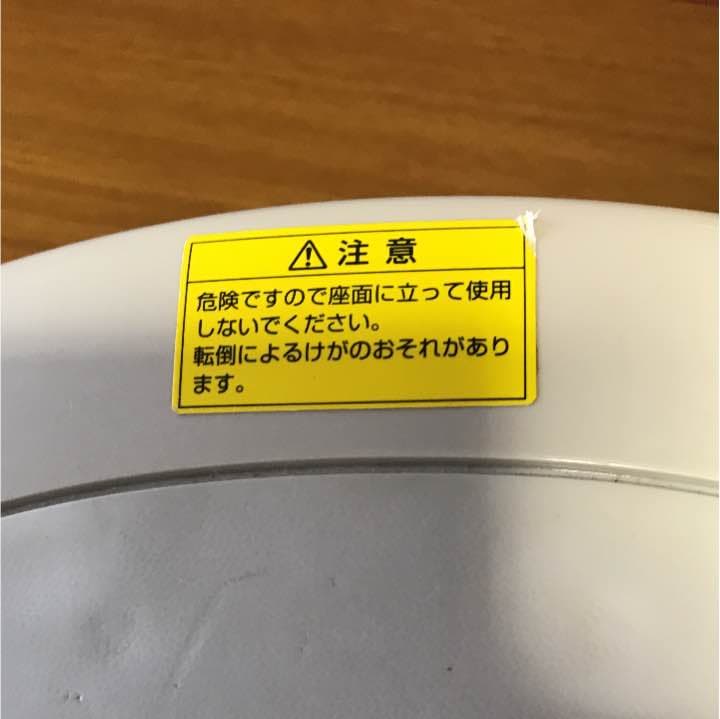 注意
危険ですので座面に立って使用
しないでください。
転倒によるけがのおそれがあり
ます。